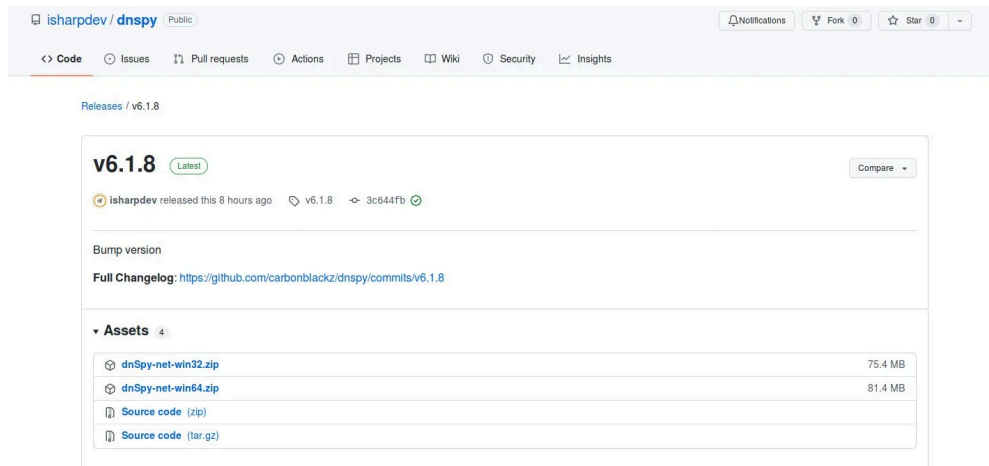 isharpdev / dnspy Public Notifications Fork 0 Star 0
<> Code Issues Pull requests Actions Projects Wiki Security Insights
Releases / v6.1.8
v6.1.8 Latest Compare
isharpdev released this 8 hours ago v6.1.8 3c644fb
Bump version
Full Changelog: https://github.com/carbonblackz/dnspy/commits/v6.1.8
Assets 4
dnSpy-net-win32.zip 75.4 MB
dnSpy-net-win64.zip 81.4 MB
Source code (zip)
Source code (tar.gz)